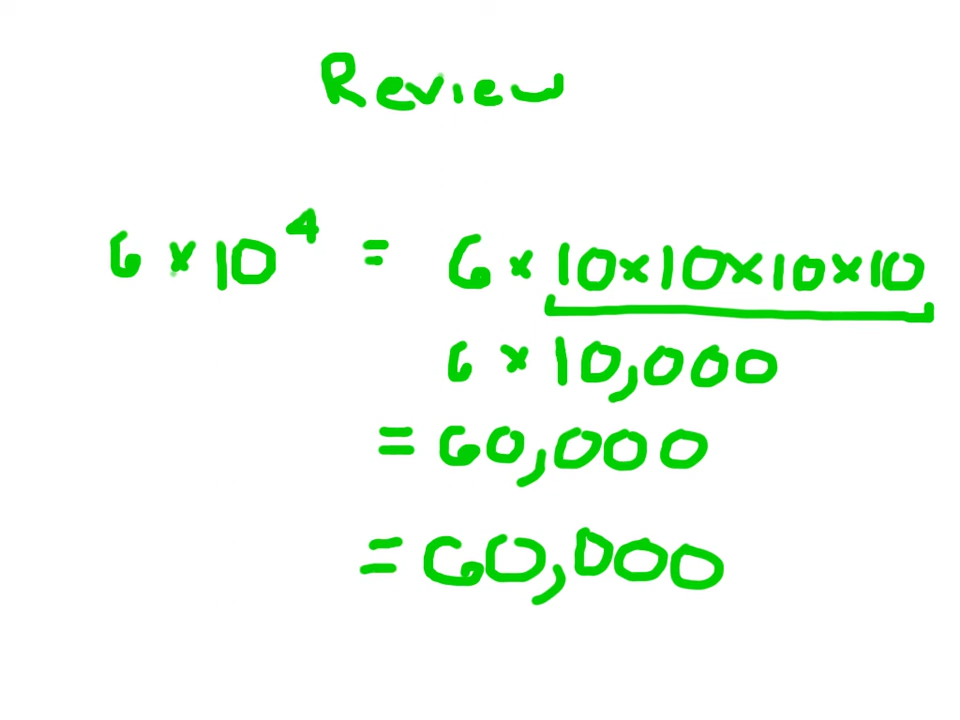 Review
6 × 10⁴ = 6 × 10×10×10×10
6 × 10,000
= 60,000
= 60,000